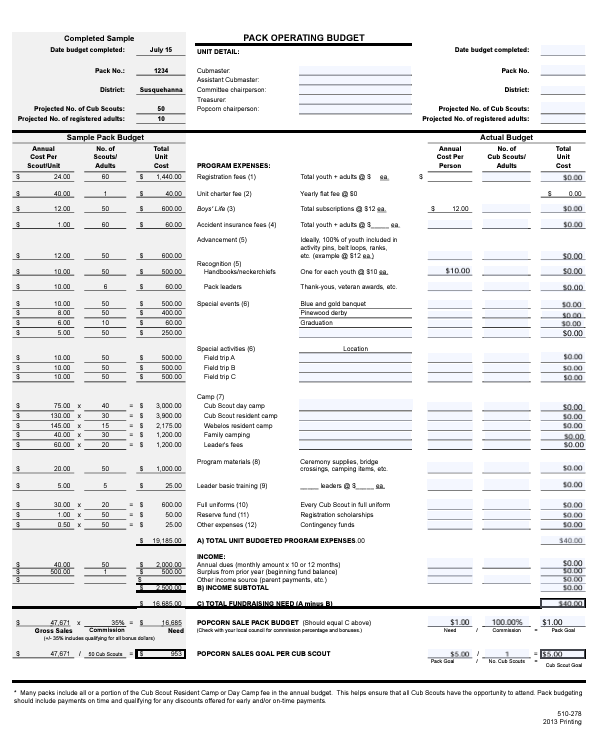 Completed Sample PACK OPERATING BUDGET
Date budget completed: July 15 UNIT DETAIL: Date budget completed:
Pack No.: 1234 Cubmaster: Pack No.
Assistant Cubmaster:
District: Susquehanna Committee chairperson: District:
Treasurer:
Projected No. of Cub Scouts: 50 Popcorn chairperson: Projected No. of Cub Scouts:
Projected No. of registered adults: 10 Projected No. of registered adults:
Sample Pack Budget Actual Budget
Annual No. of Total Annual No. of Total
Cost Per Scouts/ Unit Cost Per Cub Scouts/ Unit
Scout/Unit Adults Cost PROGRAM EXPENSES: Person Adults Cost
$ 24.00 60 $ 1,440.00 Registration fees (1) Total youth + adults @ $ ea. $ $0.00
$ 40.00 1 $ 40.00 Unit charter fee (2) Yearly flat fee @ $0 $ 0.00
$ 12.00 50 $ 600.00 Boys' Life (3) Total subscriptions @ $12 ea. $ 12.00 $0.00
$ 1.00 60 $ 60.00 Accident insurance fees (4) Total youth + adults @ $_____ ea. $0.00
Advancement (5) Ideally, 100% of youth included in
activity pins, belt loops, ranks,
$ 12.00 50 $ 600.00 etc. (example @ $12 ea.) $0.00
Recognition (5)
$ 10.00 50 $ 500.00 Handbooks/neckerchiefs One for each youth @ $10 ea. $10.00 $0.00
$ 10.00 6 $ 60.00 Pack leaders Thank-yous, veteran awards, etc. $0.00
$ 10.00 50 $ 500.00 Special events (6) Blue and gold banquet $0.00
$ 8.00 50 $ 400.00 Pinewood derby $0.00
$ 6.00 10 $ 60.00 Graduation $0.00
$ 5.00 50 $ 250.00 $0.00
Special activities (6) Location
$ 10.00 50 $ 500.00 Field trip A $0.00
$ 10.00 50 $ 500.00 Field trip B $0.00
$ 10.00 50 $ 500.00 Field trip C $0.00
Camp (7)
$ 75.00 x 40 = $ 3,000.00 Cub Scout day camp $0.00
$ 130.00 x 30 = $ 3,900.00 Cub Scout resident camp $0.00
$ 145.00 x 15 = $ 2,175.00 Webelos resident camp $0.00
$ 40.00 x 30 = $ 1,200.00 Family camping $0.00
$ 60.00 x 20 = $ 1,200.00 Leader's fees $0.00
Program materials (8) Ceremony supplies, bridge
$ 20.00 50 $ 1,000.00 crossings, camping items, etc. $0.00
$ 5.00 5 $ 25.00 Leader basic training (9) _____ leaders @ $_____ ea. $0.00
$ 30.00 x 20 = $ 600.00 Full uniforms (10) Every Cub Scout in full uniform $0.00
$ 1.00 x 50 = $ 50.00 Reserve fund (11) Registration scholarships $0.00
$ 0.50 x 50 = $ 25.00 Other expenses (12) Contingency funds $0.00
$ 19,185.00 A) TOTAL UNIT BUDGETED PROGRAM EXPENSES.00 $40.00
INCOME:
$ 40.00 50 $ 2,000.00 Annual dues (monthly amount x 10 or 12 months) $0.00
$ 500.00 1 $ 500.00 Surplus from prior year (beginning fund balance) $0.00
$ Other income source (parent payments, etc.) $0.00
$ 2,500.00 B) INCOME SUBTOTAL $0.00
$ 16,685.00 C) TOTAL FUNDRAISING NEED (A minus B) $40.00
$ 47,671 x 35% = $ 16,685 POPCORN SALE PACK BUDGET (Should equal C above) $1.00 100.00% $1.00
Gross Sales Commission Need (Check with your local council for commission percentage and bonuses.) Need / Commission = Pack Goal
(+/- 35% includes qualifying for all bonus dollars)
$ 47,671 / 50 Cub Scouts = $ 953 POPCORN SALES GOAL PER CUB SCOUT $5.00 / 1 = $5.00
Pack Goal / No. Cub Scouts = Cub Scout Goal
* Many packs include all or a portion of the Cub Scout Resident Camp or Day Camp fee in the annual budget. This helps ensure that all Cub Scouts have the opportunity to attend. Pack budgeting
should include payments on time and qualifying for any discounts offered for early and/or on-time payments.
510-278
2013 Printing